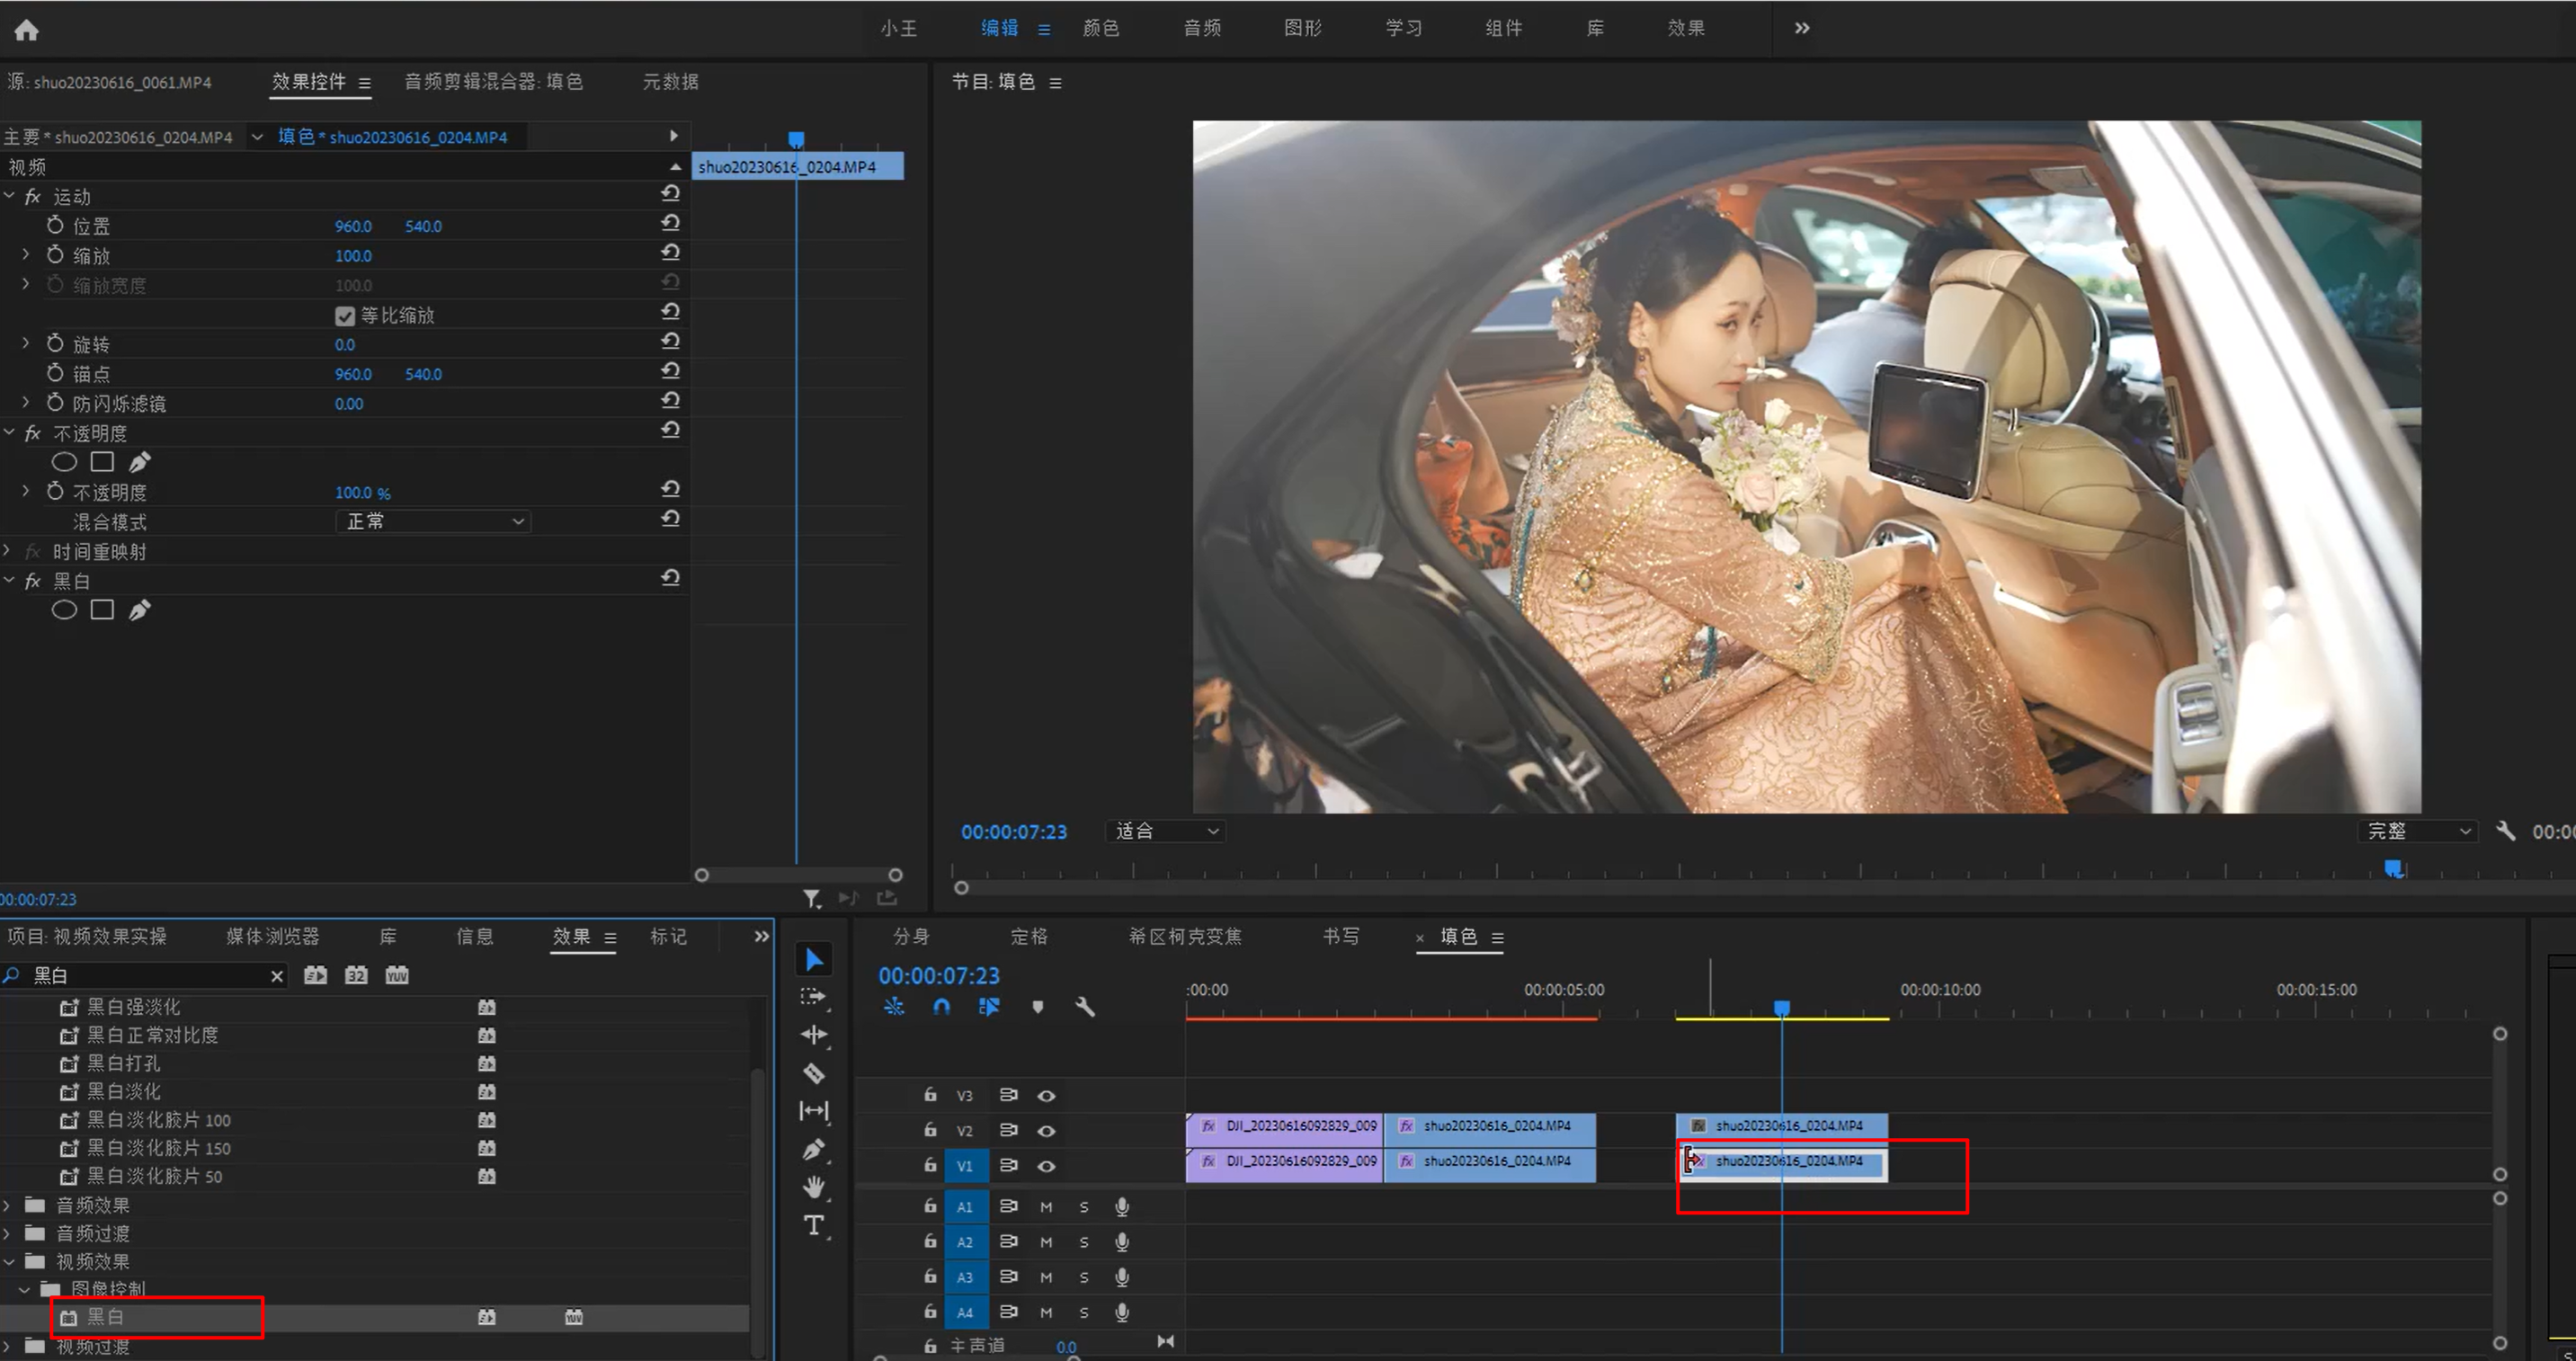 小王 编辑 颜色 音频 图形 学习 组件 库 效果
源: shuo20230616_0061.MP4 效果控件 音频剪辑混合器: 填色 元数据
节目: 填色
主要 * shuo20230616_0204.MP4 填色 * shuo20230616_0204.MP4
视频 shuo20230616_0204.MP4
fx 运动
位置 960.0 540.0
缩放 100.0
缩放宽度 100.0
等比缩放
旋转 0.0
锚点 960.0 540.0
防闪烁滤镜 0.00
fx 不透明度
不透明度 100.0 %
混合模式 正常
fx 时间重映射
fx 黑白
00:00:07:23 适合 完整
00:00:07:23
项目: 视频效果实操 媒体浏览器 库 信息 效果 标记
黑白 32 YUV
黑白强淡化
黑白正常对比度
黑白打孔
黑白淡化
黑白淡化胶片 100
黑白淡化胶片 150
黑白淡化胶片 50
音频效果
音频过渡
视频效果
图像控制
黑白 YUV
视频过渡
分身 定格 希区柯克变焦 书写 × 填色
00:00:07:23
:00:00 00:00:05:00 00:00:10:00 00:00:15:00
V3
V2 fx DJI_20230616092829_009 fx shuo20230616_0204.MP4 fx shuo20230616_0204.MP4
V1 fx DJI_20230616092829_009 fx shuo20230616_0204.MP4 shuo20230616_0204.MP4
A1 M S
A2 M S
A3 M S
A4 M S
主声道 0.0